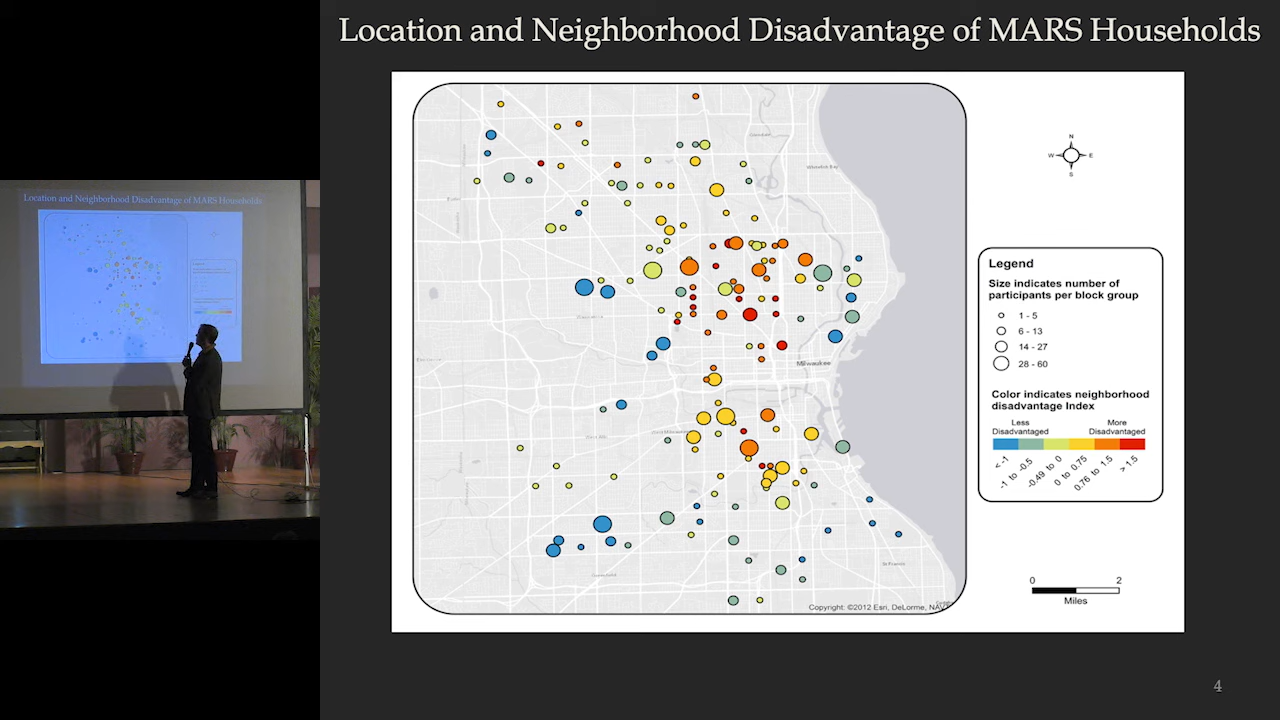 Location and Neighborhood Disadvantage of MARS Households
Location and Neighborhood Disadvantage of MARS Households
N
W E
S
Milwaukee
Legend
Size indicates number of
participants per block group
1 - 5
6 - 13
14 - 27
28 - 60
Color indicates neighborhood
disadvantage Index
Less
Disadvantaged
More
Disadvantaged
< -1
-1 to -0.5
-0.49 to 0
0 to 0.75
0.76 to 1.5
> 1.5
0 2
Miles
Copyright: ©2012 Esri, DeLorme, NAV
4